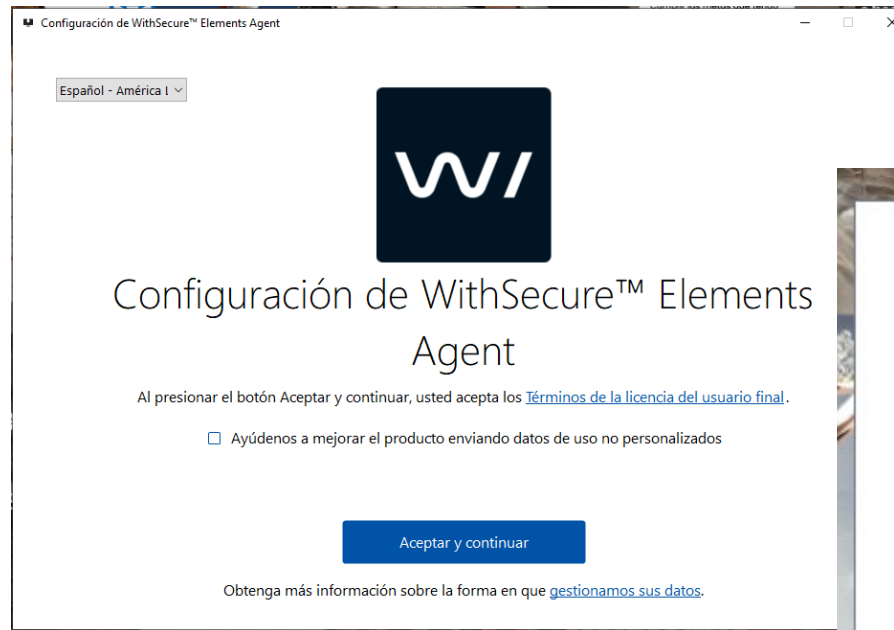 Configuración de WithSecure™ Elements Agent
Español - América L
Configuración de WithSecure™ Elements
Agent
Al presionar el botón Aceptar y continuar, usted acepta los Términos de la licencia del usuario final.
Ayúdenos a mejorar el producto enviando datos de uso no personalizados
Aceptar y continuar
Obtenga más información sobre la forma en que gestionamos sus datos.